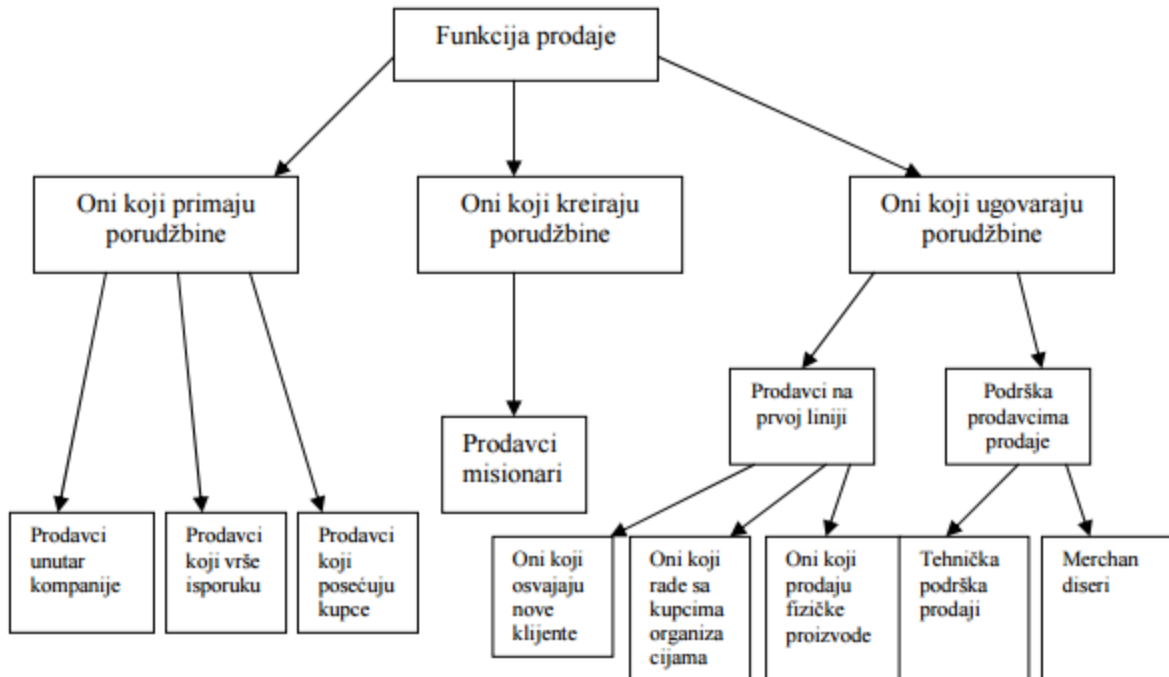 Funkcija prodaje
Oni koji primaju
porudžbine
Oni koji kreiraju
porudžbine
Oni koji ugovaraju
porudžbine
Prodavci na
prvoj liniji
Podrška
prodavcima
prodaje
Prodavci
misionari
Prodavci
unutar
kompanije
Prodavci
koji vrše
isporuku
Prodavci
koji
posećuju
kupce
Oni koji
osvajaju
nove
klijente
Oni koji
rade sa
kupcima
organiza
cijama
Oni koji
prodaju
fizičke
proizvode
Tehnička
podrška
prodaji
Merchan
diseri